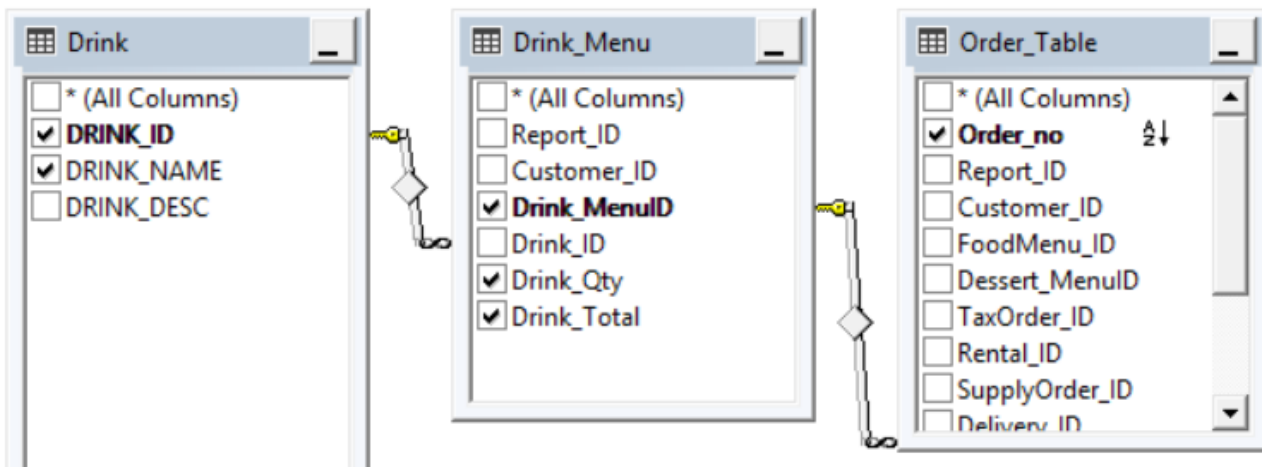 Drink
* (All Columns)
DRINK_ID
DRINK_NAME
DRINK_DESC
Drink_Menu
* (All Columns)
Report_ID
Customer_ID
Drink_MenuID
Drink_ID
Drink_Qty
Drink_Total
Order_Table
* (All Columns)
Order_no
Report_ID
Customer_ID
FoodMenu_ID
Dessert_MenuID
TaxOrder_ID
Rental_ID
SupplyOrder_ID
Delivery_ID